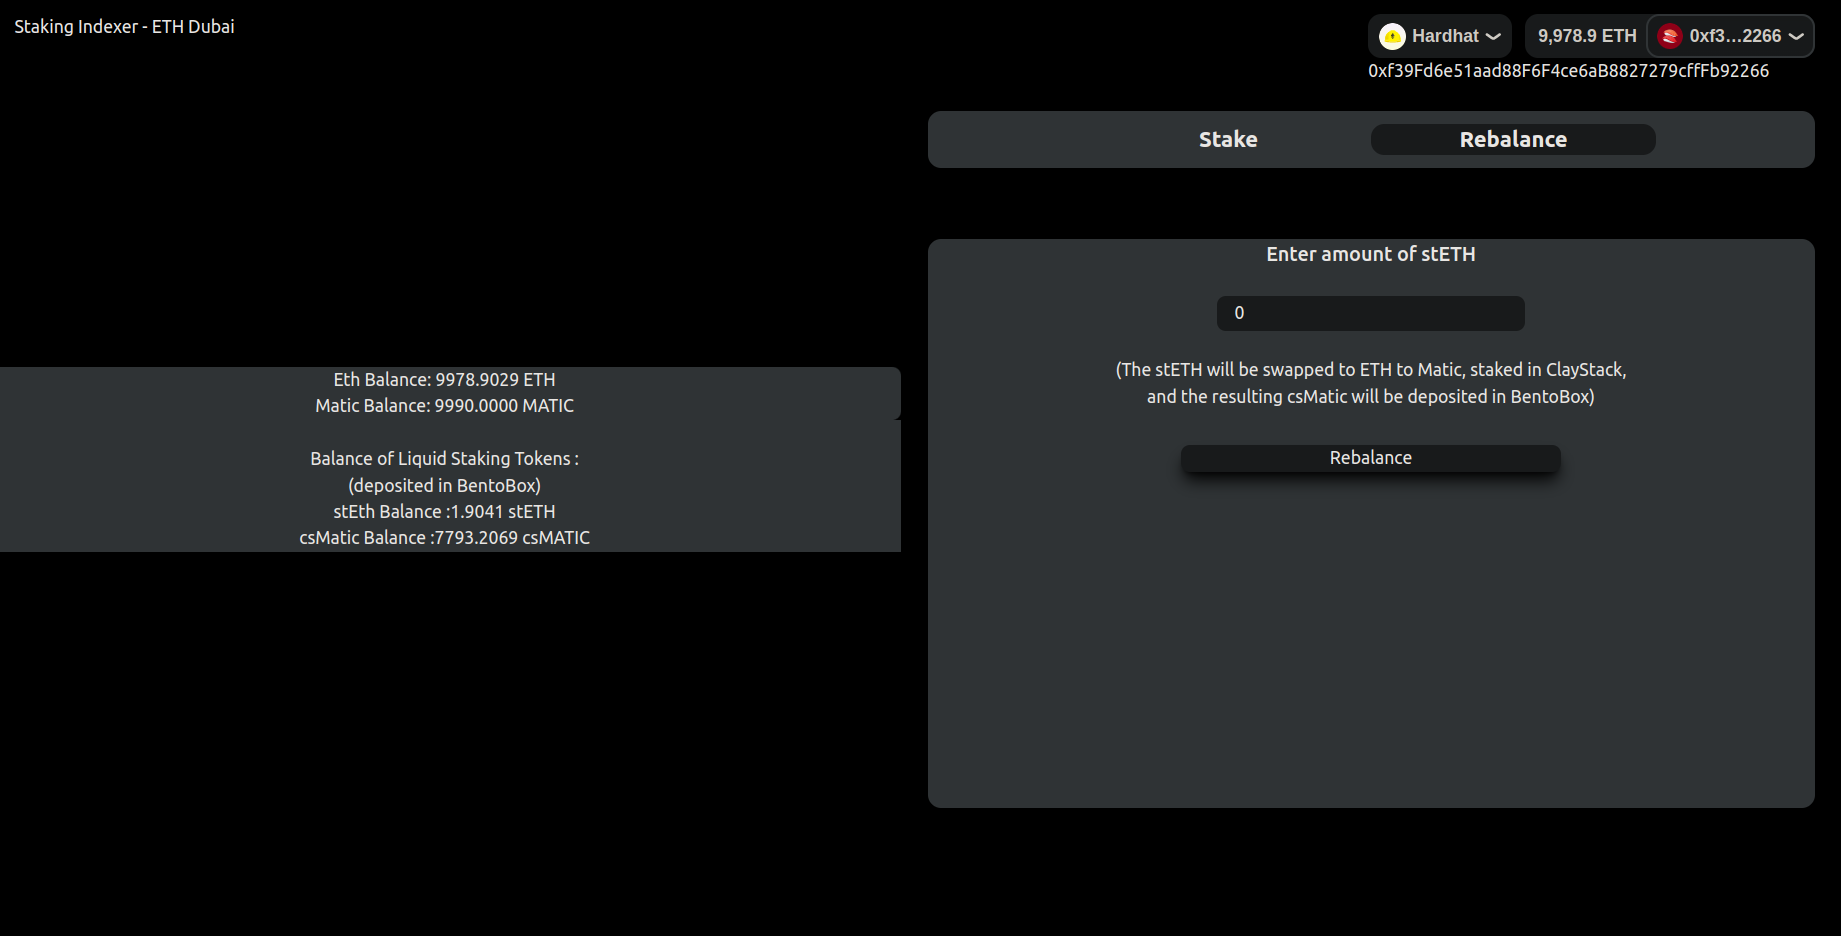 Staking Indexer - ETH Dubai
Hardhat
9,978.9 ETH
0xf3...2266
0xf39Fd6e51aad88F6F4ce6aB8827279cffFb92266
Stake
Rebalance
Enter amount of stETH
0
(The stETH will be swapped to ETH to Matic, staked in ClayStack,
and the resulting csMatic will be deposited in BentoBox)
Rebalance
Eth Balance: 9978.9029 ETH
Matic Balance: 9990.0000 MATIC
Balance of Liquid Staking Tokens :
(deposited in BentoBox)
stEth Balance :1.9041 stETH
csMatic Balance :7793.2069 csMATIC